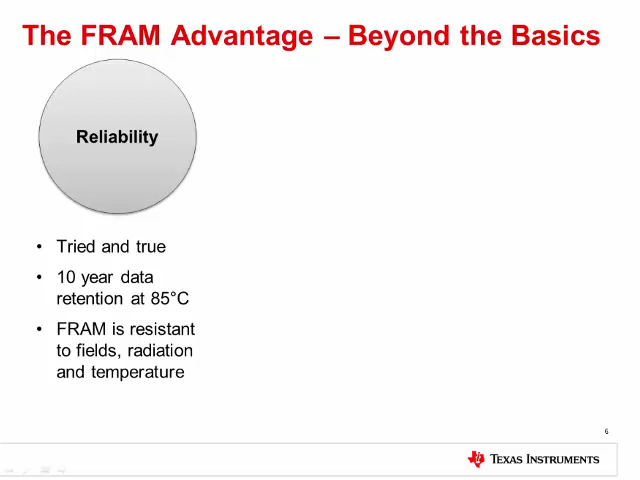 The FRAM Advantage – Beyond the Basics
Reliability
• Tried and true
• 10 year data
retention at 85°C
• FRAM is resistant
to fields, radiation
and temperature
6
TEXAS INSTRUMENTS